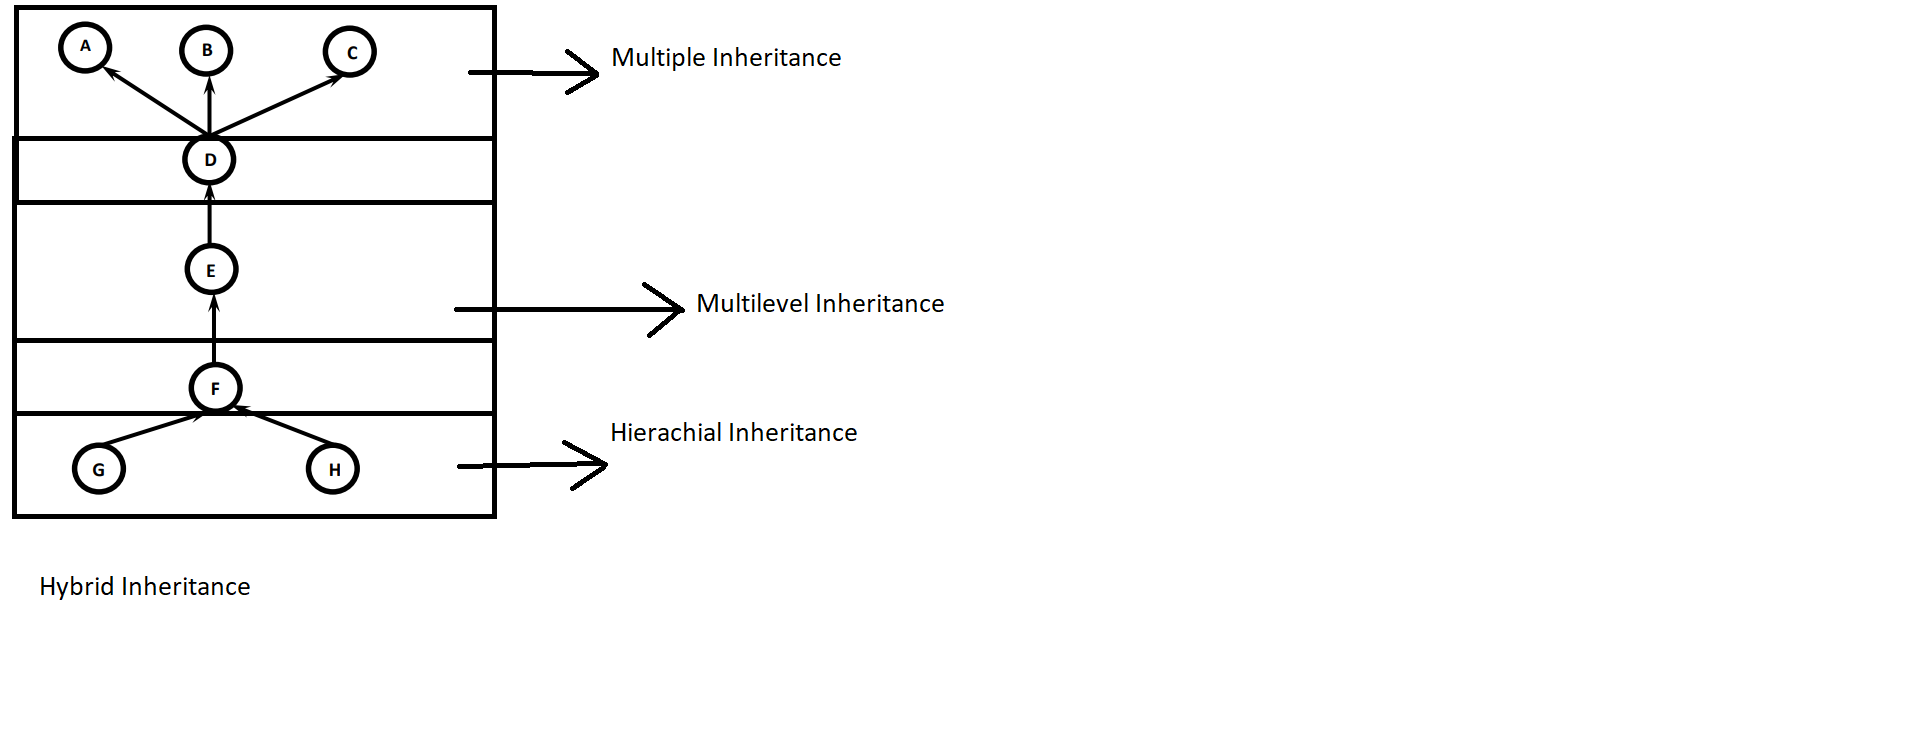 A
B
C
Multiple Inheritance
D
E
Multilevel Inheritance
F
Hierachial Inheritance
G
H
Hybrid Inheritance